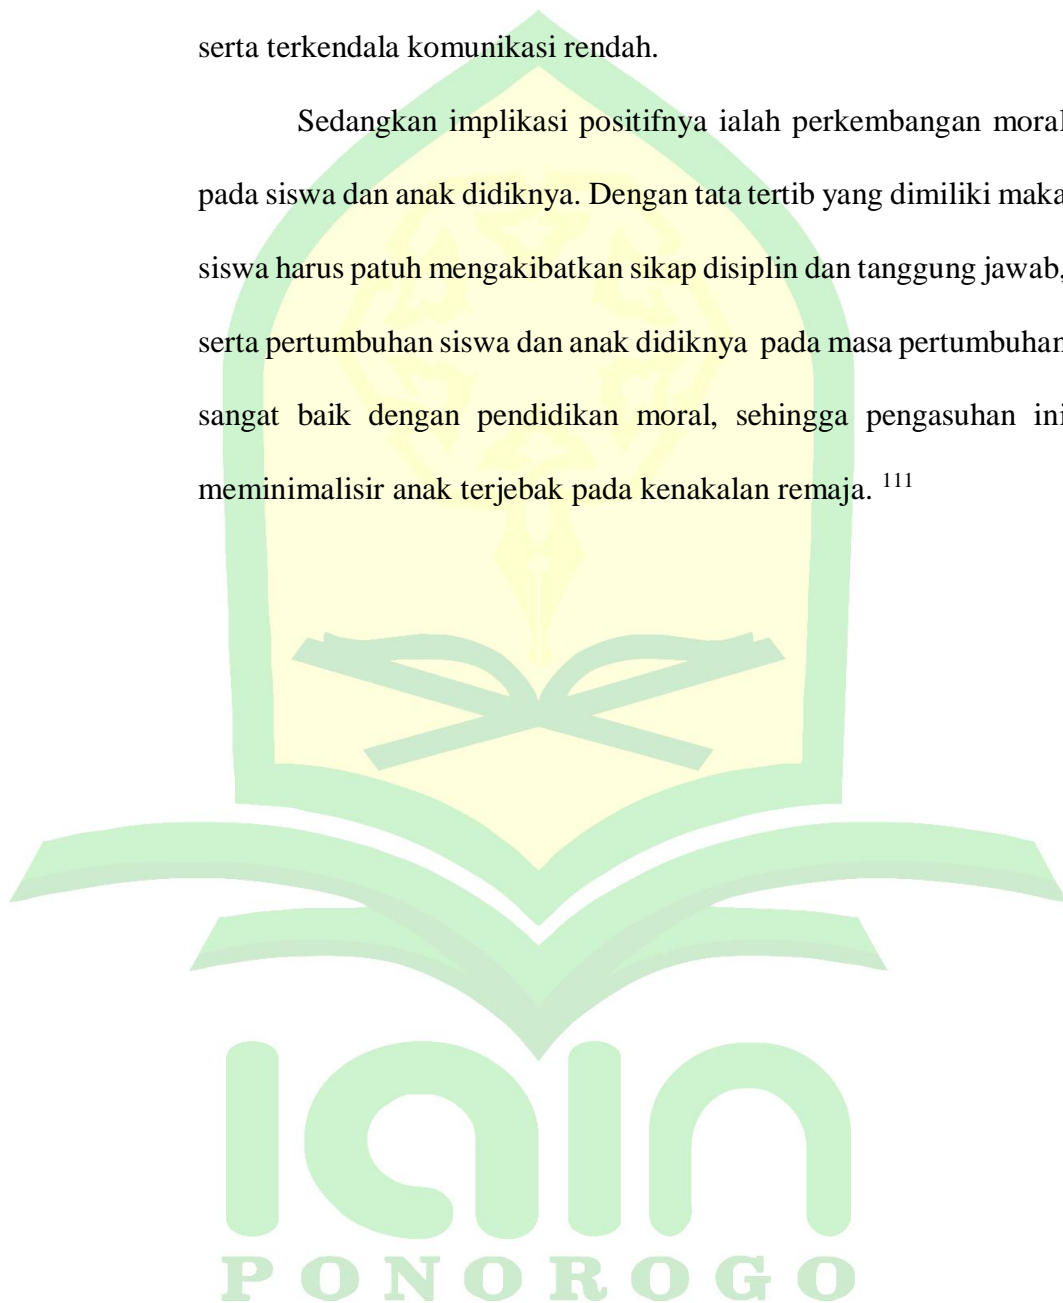 serta terkendala komunikasi rendah.
Sedangkan implikasi positifnya ialah perkembangan moral
pada siswa dan anak didiknya. Dengan tata tertib yang dimiliki maka
siswa harus patuh mengakibatkan sikap disiplin dan tanggung jawab,
serta pertumbuhan siswa dan anak didiknya pada masa pertumbuhan
sangat baik dengan pendidikan moral, sehingga pengasuhan ini
meminimalisir anak terjebak pada kenakalan remaja. 111
iain
PONOROGO